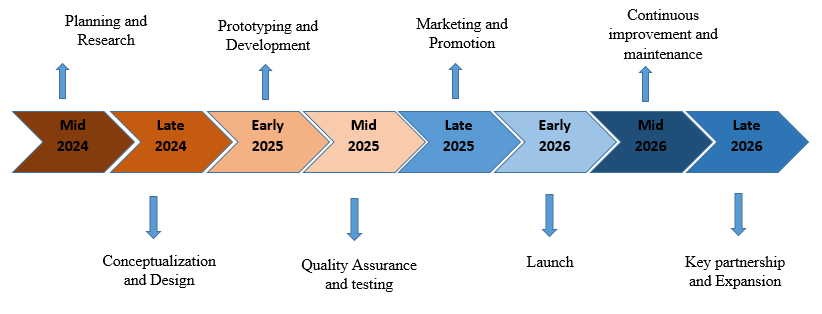 Planning and
Research
Prototyping and
Development
Marketing and
Promotion
Continuous
improvement and
maintenance
Mid
2024
Late
2024
Early
2025
Mid
2025
Late
2025
Early
2026
Mid
2026
Late
2026
Conceptualization
and Design
Quality Assurance
and testing
Launch
Key partnership
and Expansion